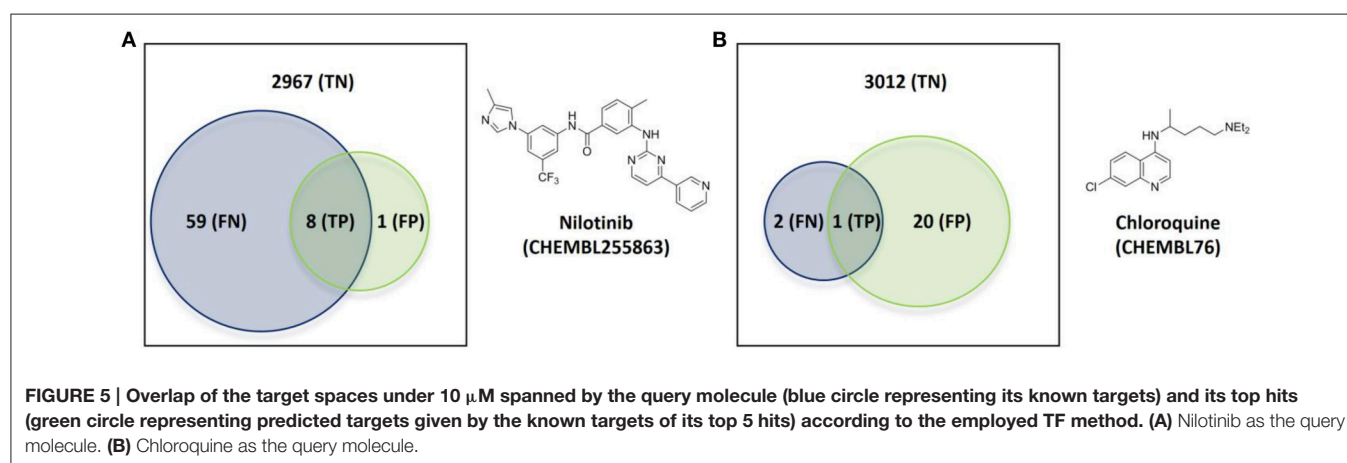 A
2967 (TN)
59 (FN)
8 (TP)
1 (FP)
N
N
NH
O
CF3
NH
N
N
N
Nilotinib
(CHEMBL255863)
B
3012 (TN)
2 (FN)
1 (TP)
20 (FP)
HN
NEt2
Cl
N
Chloroquine
(CHEMBL76)
FIGURE 5 | Overlap of the target spaces under 10 μM spanned by the query molecule (blue circle representing its known targets) and its top hits
(green circle representing predicted targets given by the known targets of its top 5 hits) according to the employed TF method. (A) Nilotinib as the query
molecule. (B) Chloroquine as the query molecule.